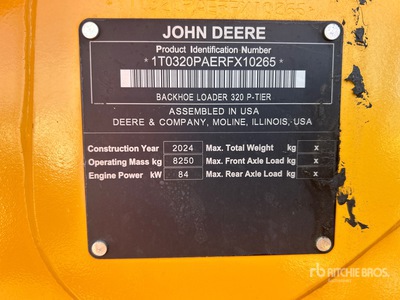 JOHN DEERE
Product Identification Number
*1T0320PAERFX10265*
BACKHOE LOADER 320 P-TIER
ASSEMBLED IN USA
DEERE & COMPANY, MOLINE, ILLINOIS, USA
Construction Year 2024 Max. Total Weight kg x
Operating Mass kg 8250 Max. Front Axle Load kg x
Engine Power kW 84 Max. Rear Axle Load kg x
rb RITCHIE BROS.